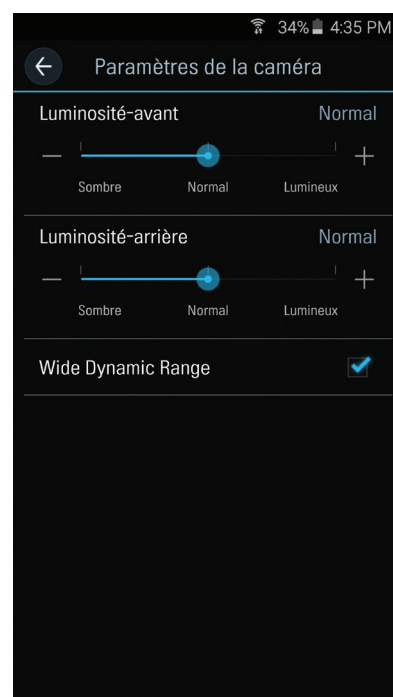 34% 4:35 PM
Paramètres de la caméra
Luminosité-avant Normal
Sombre Normal Lumineux
Luminosité-arrière Normal
Sombre Normal Lumineux
Wide Dynamic Range